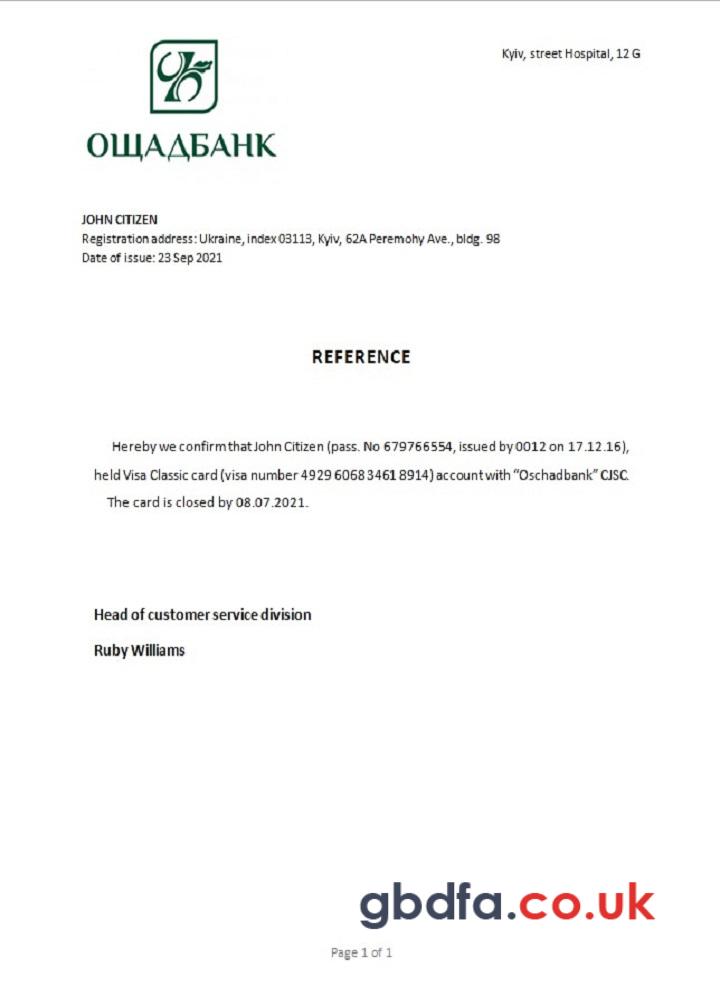 Kyiv, street Hospital, 12 G
ОЩАДБАНК
JOHN CITIZEN
Registration address: Ukraine, index 03113, Kyiv, 62A Peremohy Ave., bldg. 98
Date of issue: 23 Sep 2021
REFERENCE
Hereby we confirm that John Citizen (pass. No 679766554, issued by 0012 on 17.12.16),
held Visa Classic card (visa number 4929 6068 3461 8914) account with “Oschadbank” CJSC.
The card is closed by 08.07.2021.
Head of customer service division
Ruby Williams
gbdfa.co.uk
Page 1 of 1